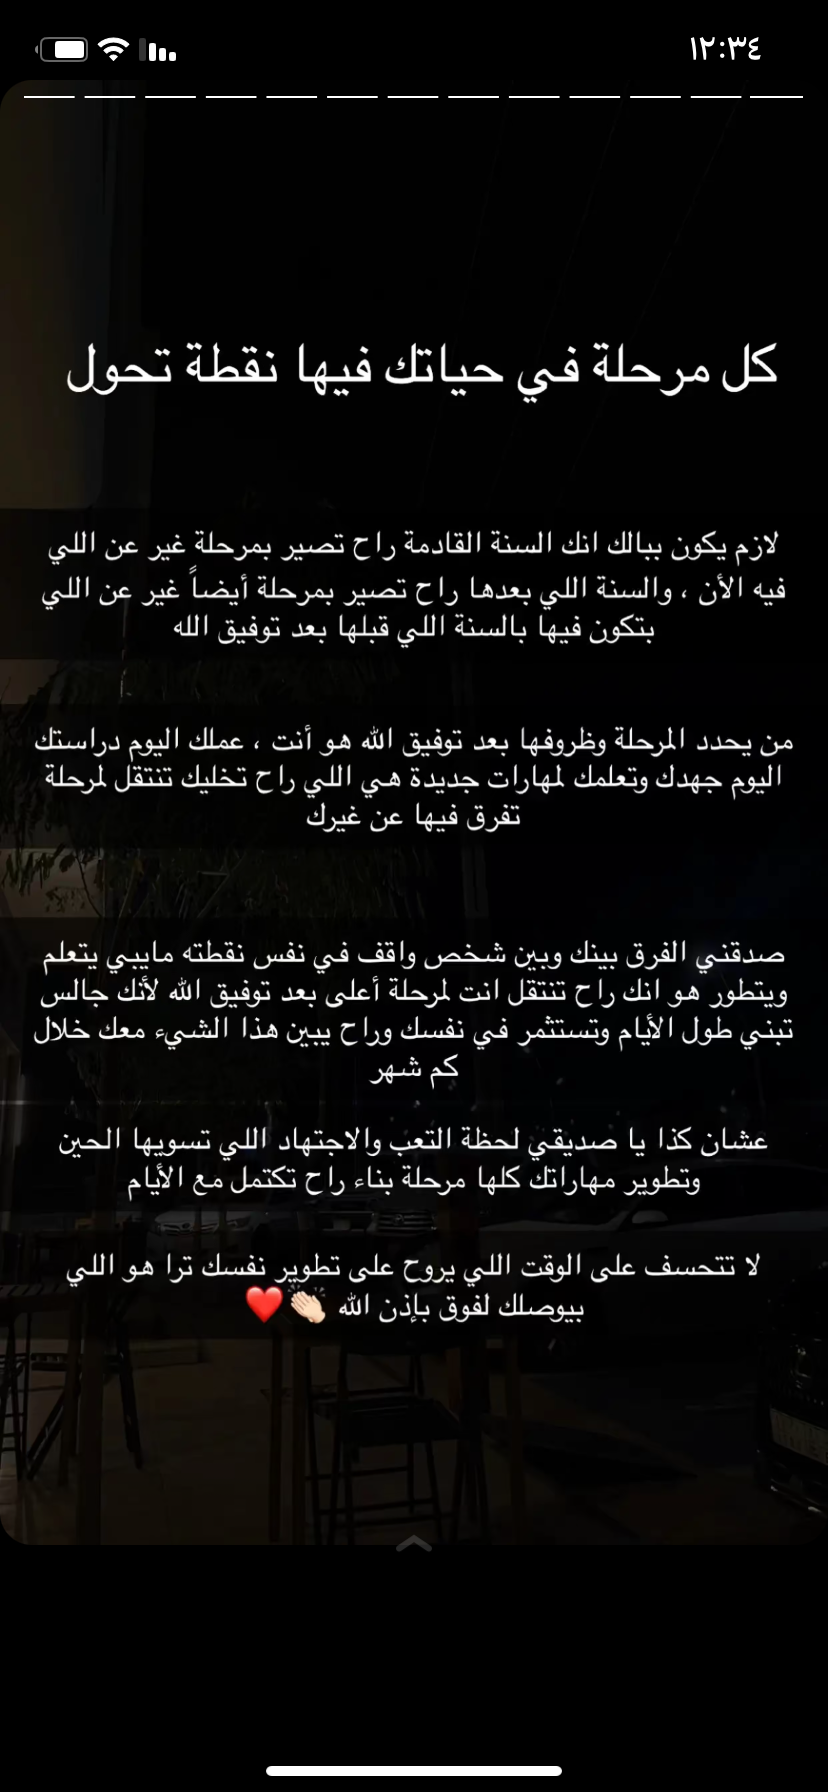 ١٢:٣٤
كل مرحلة في حياتك فيها نقطة تحول
لازم يكون ببالك انك السنة القادمة راح تصير بمرحلة غير عن اللي
فيه الأن ، والسنة اللي بعدها راح تصير بمرحلة أيضاً غير عن اللي
بتكون فيها بالسنة اللي قبلها بعد توفيق الله
من يحدد المرحلة وظروفها بعد توفيق الله هو أنت ، عملك اليوم دراستك
اليوم جهدك وتعلمك لمهارات جديدة هي اللي راح تخليك تنتقل لمرحلة
تفرق فيها عن غيرك
صدقني الفرق بينك وبين شخص واقف في نفس نقطته مايبي يتعلم
ويتطور هو انك راح تنتقل انت لمرحلة أعلى بعد توفيق الله لأنك جالس
تبني طول الأيام وتستثمر في نفسك وراح يبين هذا الشيء معك خلال
كم شهر
عشان كذا يا صديقي لحظة التعب والاجتهاد اللي تسويها الحين
وتطوير مهاراتك كلها مرحلة بناء راح تكتمل مع الأيام
لا تتحسف على الوقت اللي يروح على تطوير نفسك ترا هو اللي
بيوصلك لفوق بإذن الله 👏🏻❤️